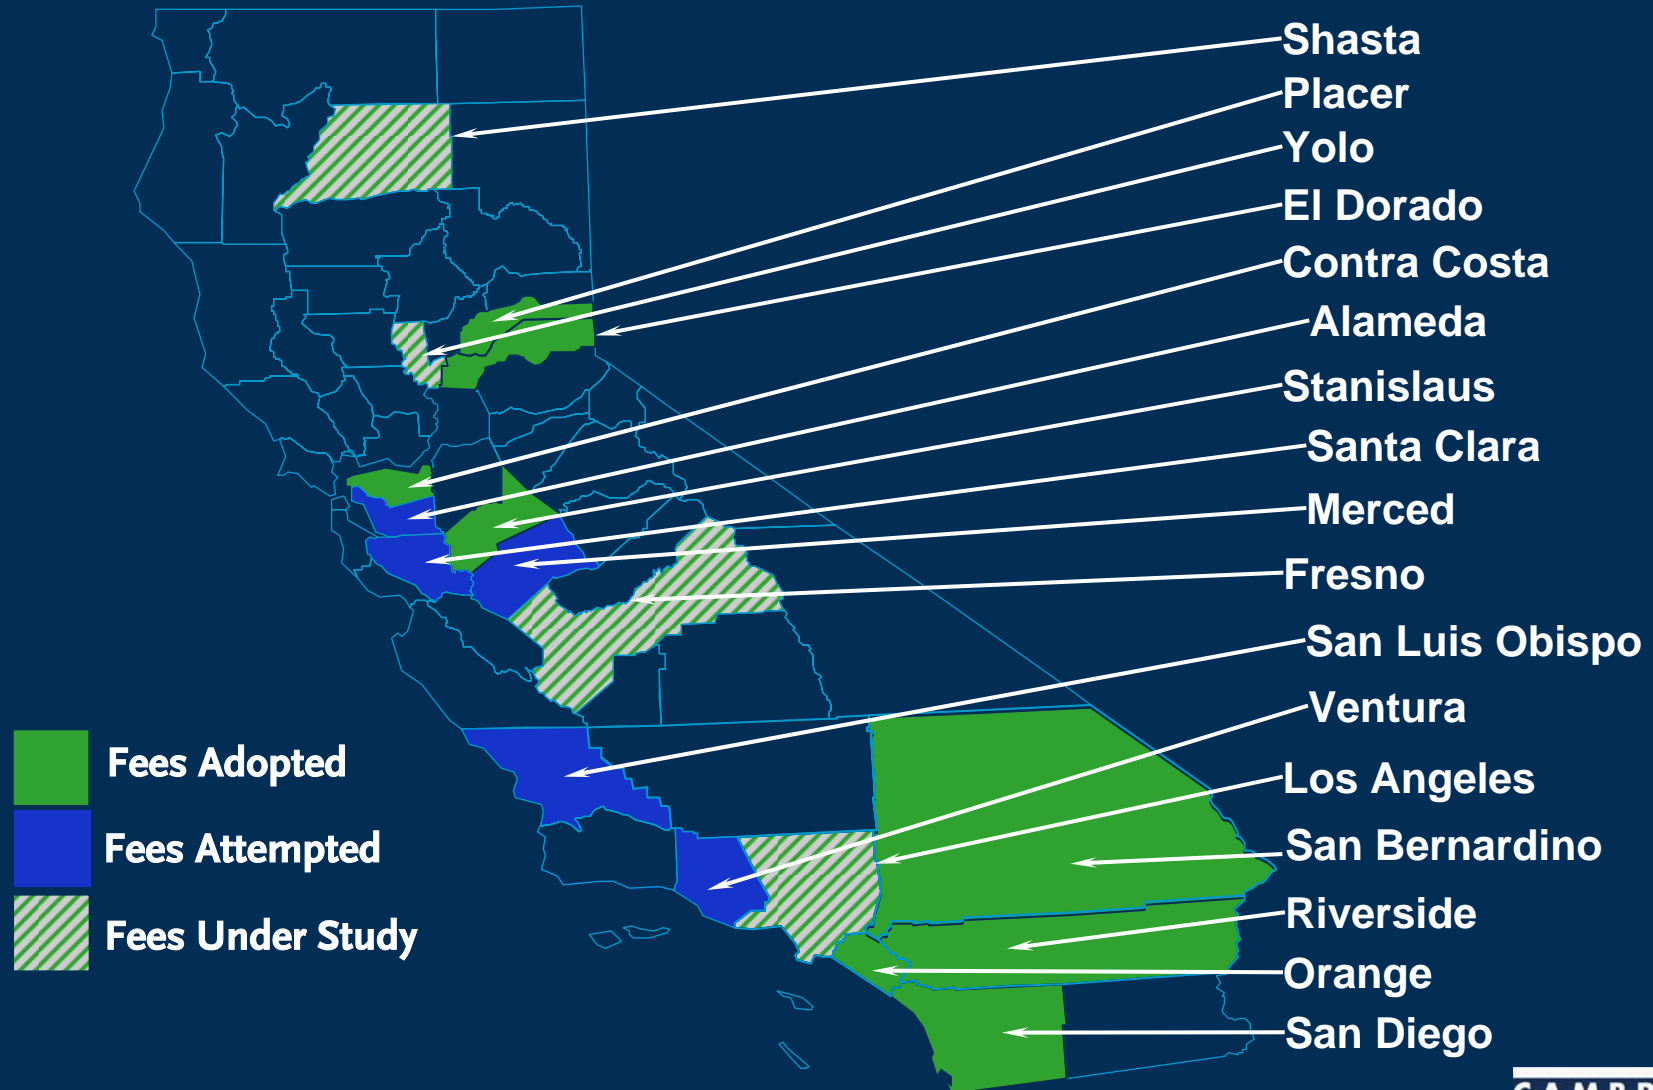 Shasta
Placer
Yolo
El Dorado
Contra Costa
Alameda
Stanislaus
Santa Clara
Merced
Fresno
San Luis Obispo
Ventura
Los Angeles
San Bernardino
Riverside
Orange
San Diego
Fees Adopted
Fees Attempted
Fees Under Study